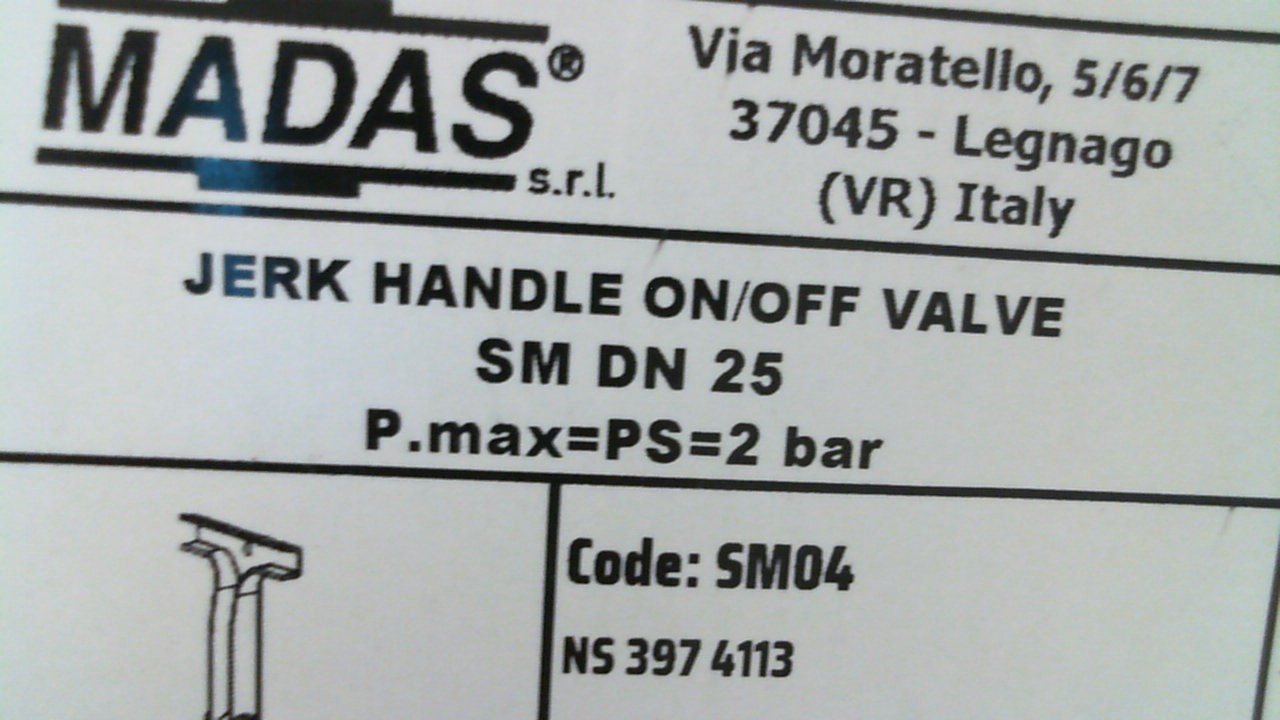 MADAS® s.r.l.
Via Moratello, 5/6/7
37045 - Legnago
(VR) Italy
JERK HANDLE ON/OFF VALVE
SM DN 25
P.max=PS=2 bar
Code: SM04
NS 397 4113